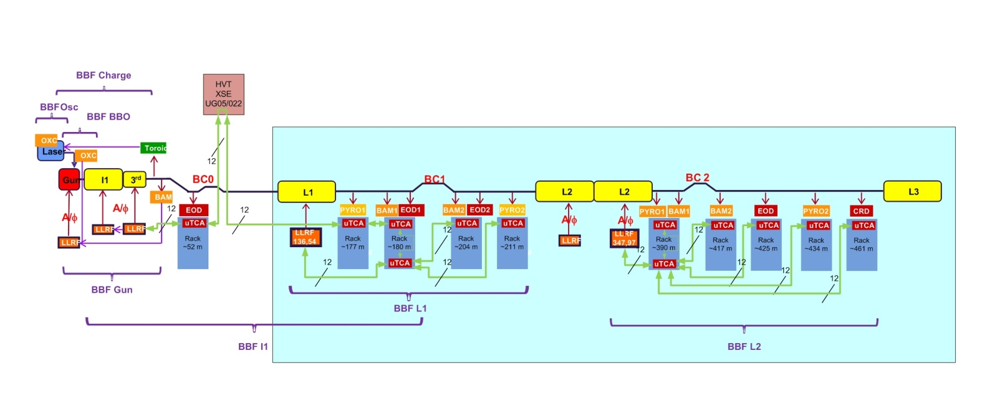 BBF Charge
BBFOsc
BBF BBO
HVT
XSE
UG05/022
OXC
Laser
OXC
Toroid
12
Gun
I1
3rd
BC0
BC1
BC 2
L1
L2
L2
L3
BAM
A/ϕ
A/ϕ
12
12
EOD
PYRO1
BAM1
EOD1
BAM2
EOD2
PYRO2
A/ϕ
A/ϕ
PYRO1
BAM1
BAM2
EOD
PYRO2
CRD
LLRF
LLRF
LLRF
uTCA
Rack
~52 m
LLRF
136,54
uTCA
Rack
~177 m
uTCA
Rack
~180 m
uTCA
uTCA
Rack
~204 m
uTCA
Rack
~211 m
LLRF
LLRF
347,97
uTCA
Rack
~390 m
uTCA
uTCA
Rack
~417 m
uTCA
Rack
~425 m
uTCA
Rack
~434 m
uTCA
Rack
~461 m
12
12
12
12
12
12
12
12
BBF Gun
BBF L1
BBF I1
BBF L2